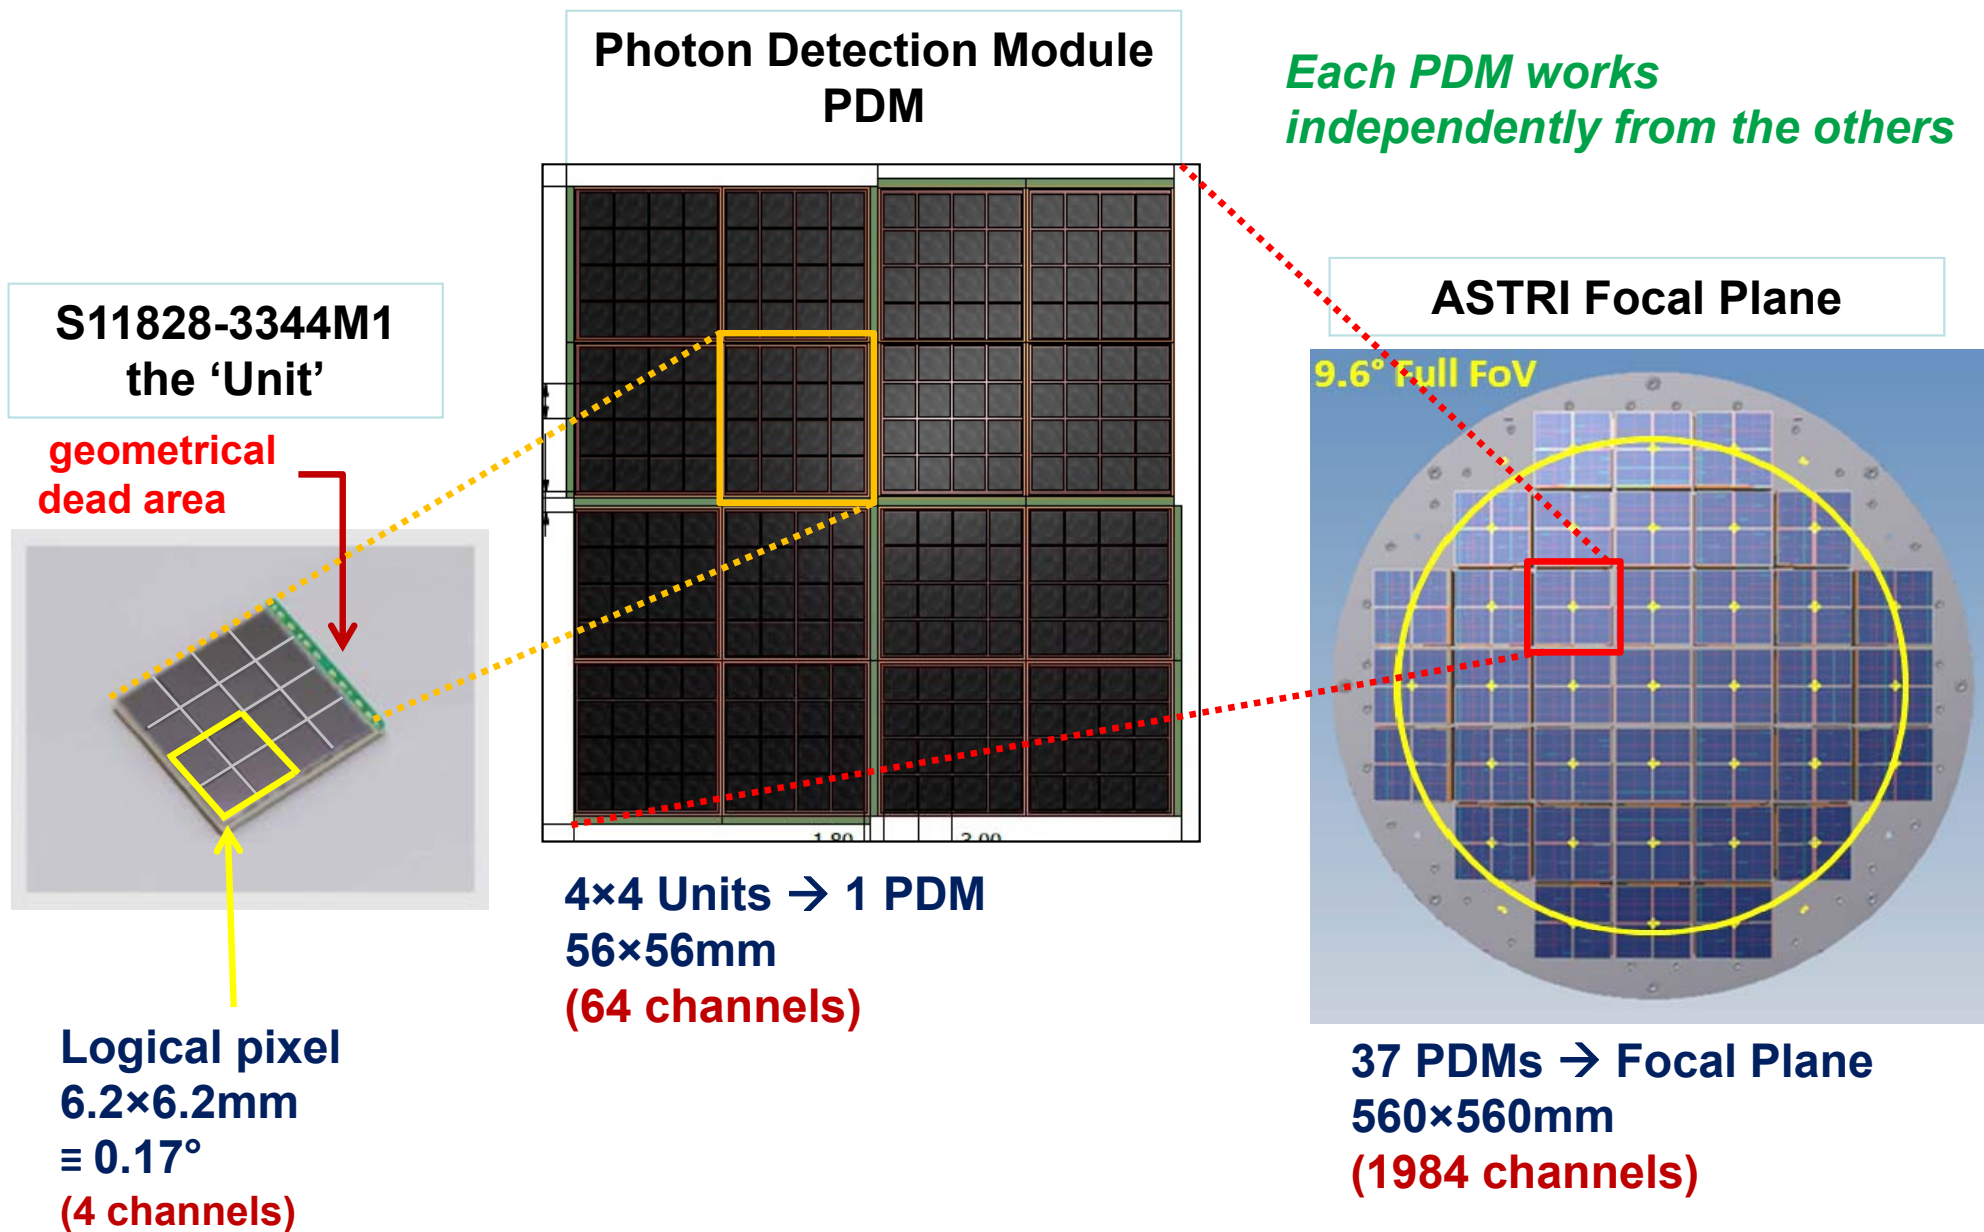 Photon Detection Module
PDM
Each PDM works
independently from the others
S11828-3344M1
the ‘Unit’
geometrical
dead area
ASTRI Focal Plane
9.6° Full FoV
4×4 Units → 1 PDM
56×56mm
(64 channels)
Logical pixel
6.2×6.2mm
≡ 0.17°
(4 channels)
37 PDMs → Focal Plane
560×560mm
(1984 channels)